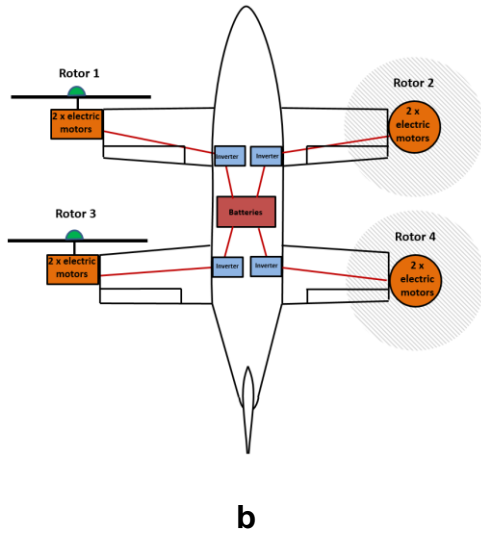 Rotor 1
2 x electric
motors
Rotor 2
2 x
electric
motors
Inverter
Inverter
Batteries
Rotor 3
2 x electric
motors
Rotor 4
2 x
electric
motors
Inverter
Inverter
b